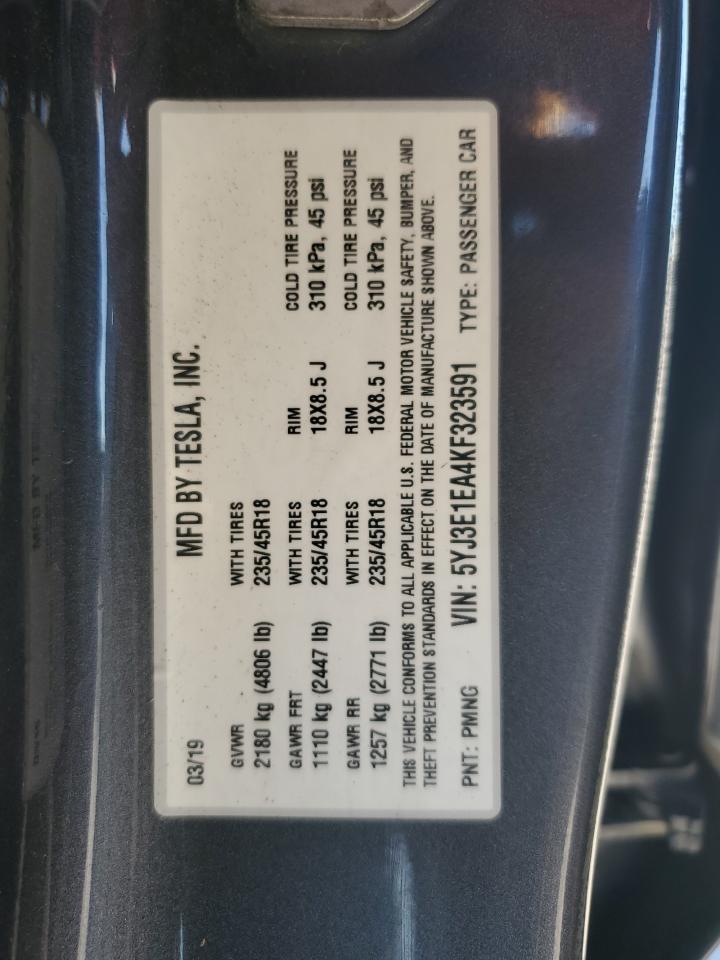 03/19 MFD BY TESLA, INC.
GVWR WITH TIRES
2180 kg (4806 lb) 235/45R18
GAWR FRT WITH TIRES RIM COLD TIRE PRESSURE
1110 kg (2447 lb) 235/45R18 18X8.5 J 310 kPa, 45 psi
GAWR RR WITH TIRES RIM COLD TIRE PRESSURE
1257 kg (2771 lb) 235/45R18 18X8.5 J 310 kPa, 45 psi
THIS VEHICLE CONFORMS TO ALL APPLICABLE U.S. FEDERAL MOTOR VEHICLE SAFETY, BUMPER, AND
THEFT PREVENTION STANDARDS IN EFFECT ON THE DATE OF MANUFACTURE SHOWN ABOVE.
PNT: PMNG VIN: 5YJ3E1EA4KF323591 TYPE: PASSENGER CAR